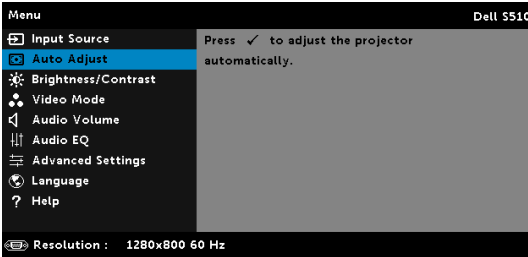 Menu Dell S510
Input Source
Auto Adjust
Brightness/Contrast
Video Mode
Audio Volume
Audio EQ
Advanced Settings
Language
? Help
Press ✓ to adjust the projector
automatically.
Resolution : 1280x800 60 Hz